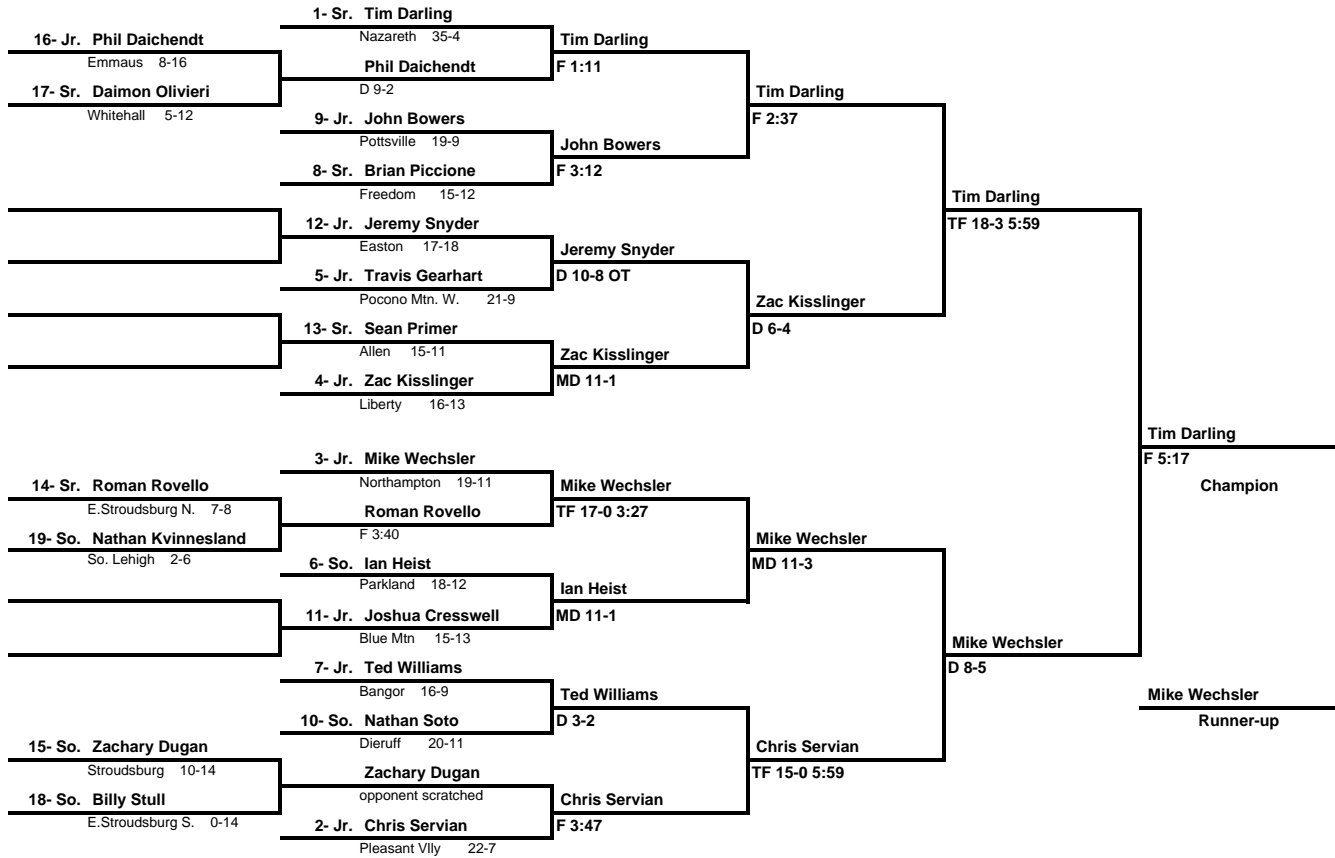 1- Sr. Tim Darling
Nazareth 35-4
16- Jr. Phil Daichendt
Emmaus 8-16
Phil Daichendt
D 9-2
17- Sr. Daimon Olivieri
Whitehall 5-12
Tim Darling
F 1:11
9- Jr. John Bowers
Pottsville 19-9
8- Sr. Brian Piccione
Freedom 15-12
John Bowers
F 3:12
Tim Darling
F 2:37
12- Jr. Jeremy Snyder
Easton 17-18
5- Jr. Travis Gearhart
Pocono Mtn. W. 21-9
Jeremy Snyder
D 10-8 OT
13- Sr. Sean Primer
Allen 15-11
4- Jr. Zac Kisslinger
Liberty 16-13
Zac Kisslinger
MD 11-1
Zac Kisslinger
D 6-4
Tim Darling
TF 18-3 5:59
3- Jr. Mike Wechsler
Northampton 19-11
14- Sr. Roman Rovello
E.Stroudsburg N. 7-8
Roman Rovello
F 3:40
19- So. Nathan Kvinnesland
So. Lehigh 2-6
Mike Wechsler
TF 17-0 3:27
6- So. Ian Heist
Parkland 18-12
11- Jr. Joshua Cresswell
Blue Mtn 15-13
Ian Heist
MD 11-1
Mike Wechsler
MD 11-3
7- Jr. Ted Williams
Bangor 16-9
10- So. Nathan Soto
Dieruff 20-11
Ted Williams
D 3-2
15- So. Zachary Dugan
Stroudsburg 10-14
Zachary Dugan
opponent scratched
18- So. Billy Stull
E.Stroudsburg S. 0-14
2- Jr. Chris Servian
Pleasant Vlly 22-7
Chris Servian
F 3:47
Chris Servian
TF 15-0 5:59
Mike Wechsler
D 8-5
Tim Darling
F 5:17
Champion
Mike Wechsler
Runner-up